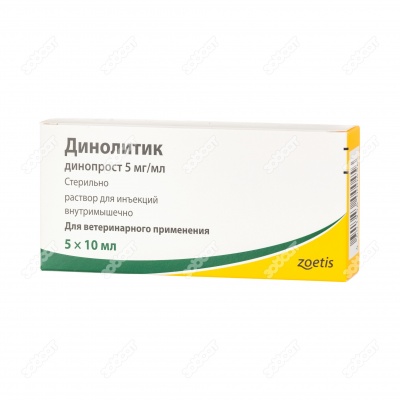 Динолитик
динопрост 5 мг/мл
Стерильно
раствор для инъекций
внутримышечно
Для ветеринарного применения
5 x 10 мл
zoetis